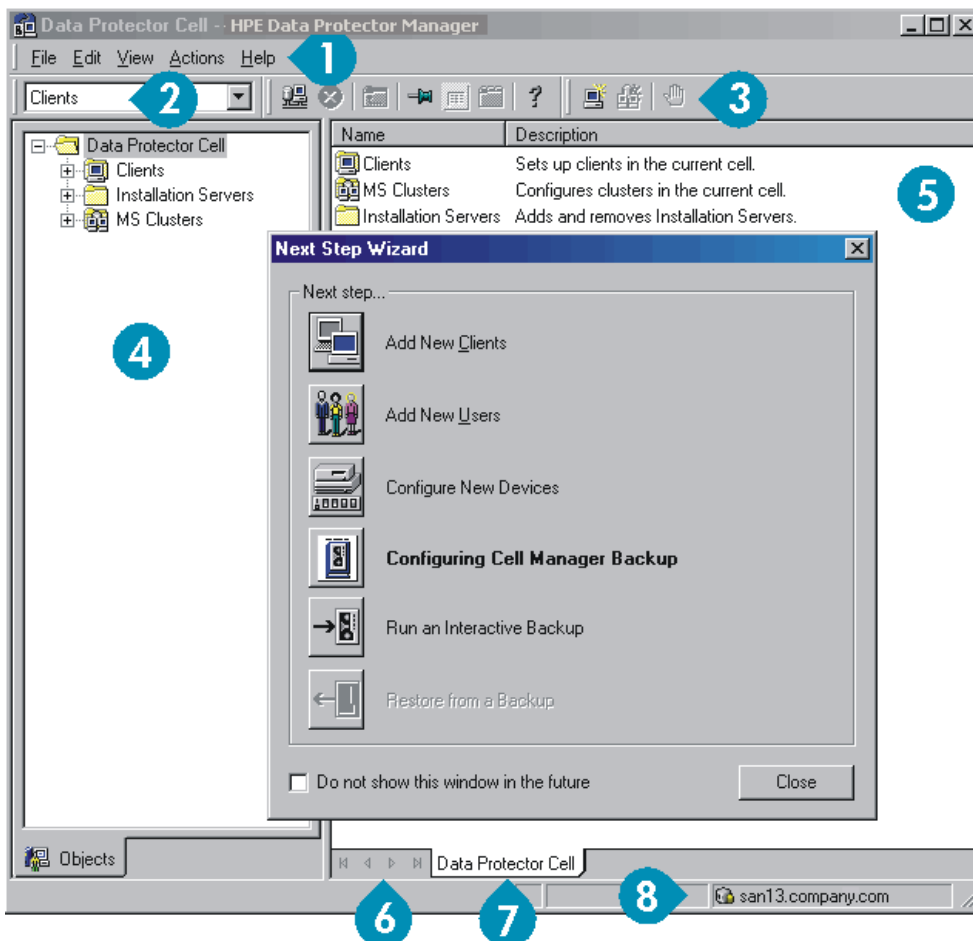 Data Protector Cell - HPE Data Protector Manager
File Edit View Actions Help
1
Clients
2
?
3
Data Protector Cell
Clients
Installation Servers
MS Clusters
4
Name Description
Clients Sets up clients in the current cell.
MS Clusters Configures clusters in the current cell.
Installation Servers Adds and removes Installation Servers.
5
Next Step Wizard
Next step...
Add New Clients
Add New Users
Configure New Devices
Configuring Cell Manager Backup
Run an Interactive Backup
Restore from a Backup
Do not show this window in the future
Close
Objects
Data Protector Cell
6
7
8
san13.company.com